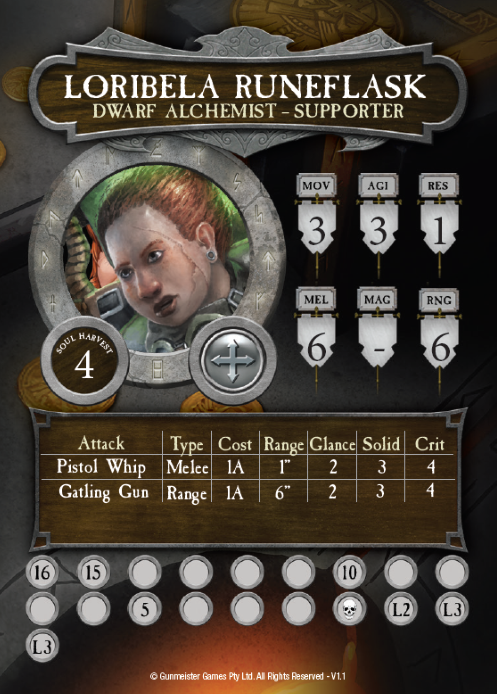 LORIBELA RUNEFLASK
DWARF ALCHEMIST – SUPPORTER
MOV AGI RES
3 3 1
MEL MAG RNG
6 - 6
SOUL HARVEST
4
Attack Type Cost Range Glance Solid Crit
Pistol Whip Melee 1A 1" 2 3 4
Gatling Gun Range 1A 6" 2 3 4
16 15 10
5 L2 L3
L3
© Gunmeister Games Pty Ltd. All Rights Reserved - V1.1